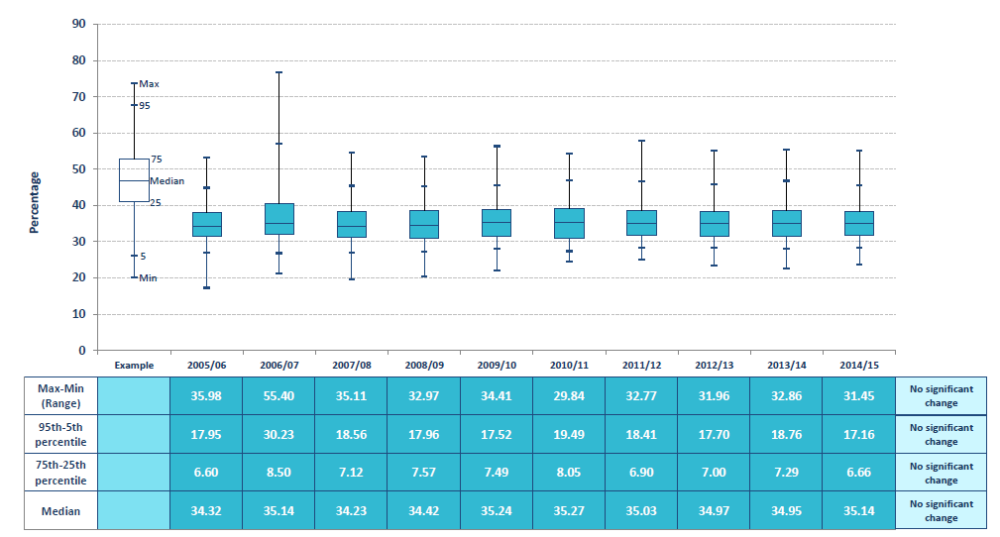 90
80
Max
70
95
60
75
50
Median
Percentage
40
25
30
5
20
Min
10
0
Example 2005/06 2006/07 2007/08 2008/09 2009/10 2010/11 2011/12 2012/13 2013/14 2014/15
Max-Min
(Range)
35.98 55.40 35.11 32.97 34.41 29.84 32.77 31.96 32.86 31.45
No significant
change
95th-5th
percentile
17.95 30.23 18.56 17.96 17.52 19.49 18.41 17.70 18.76 17.16
No significant
change
75th-25th
percentile
6.60 8.50 7.12 7.57 7.49 8.05 6.90 7.00 7.29 6.66
No significant
change
Median 34.32 35.14 34.23 34.42 35.24 35.27 35.03 34.97 34.95 35.14
No significant
change